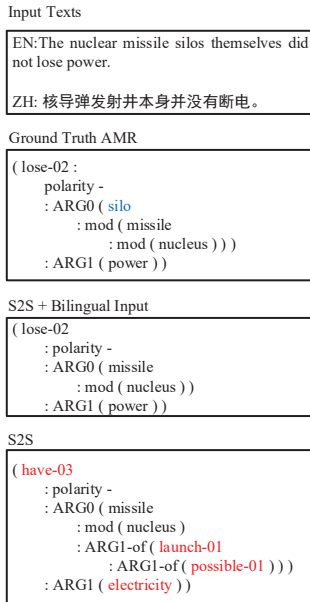 Input Texts
EN:The nuclear missile silos themselves did
not lose power.
ZH: 核导弹发射井本身并没有断电。
Ground Truth AMR
( lose-02 :
polarity -
: ARG0 ( silo
: mod ( missile
: mod ( nucleus ) ) )
: ARG1 ( power ) )
S2S + Bilingual Input
( lose-02
: polarity -
: ARG0 ( missile
: mod ( nucleus ) )
: ARG1 ( power ) )
S2S
( have-03
: polarity -
: ARG0 ( missile
: mod ( nucleus )
: ARG1-of ( launch-01
: ARG1-of ( possible-01 ) ) )
: ARG1 ( electricity ) )